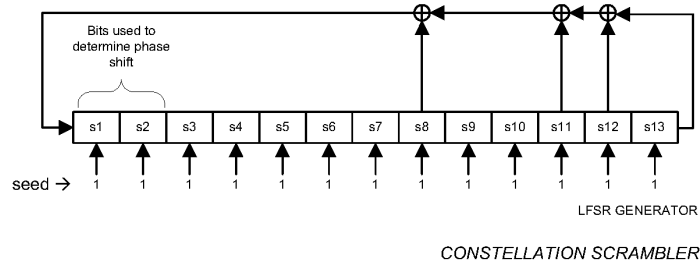 Bits used to
determine phase
shift
s1 s2 s3 s4 s5 s6 s7 s8 s9 s10 s11 s12 s13
seed → 1 1 1 1 1 1 1 1 1 1 1 1 1
LFSR GENERATOR
CONSTELLATION SCRAMBLER